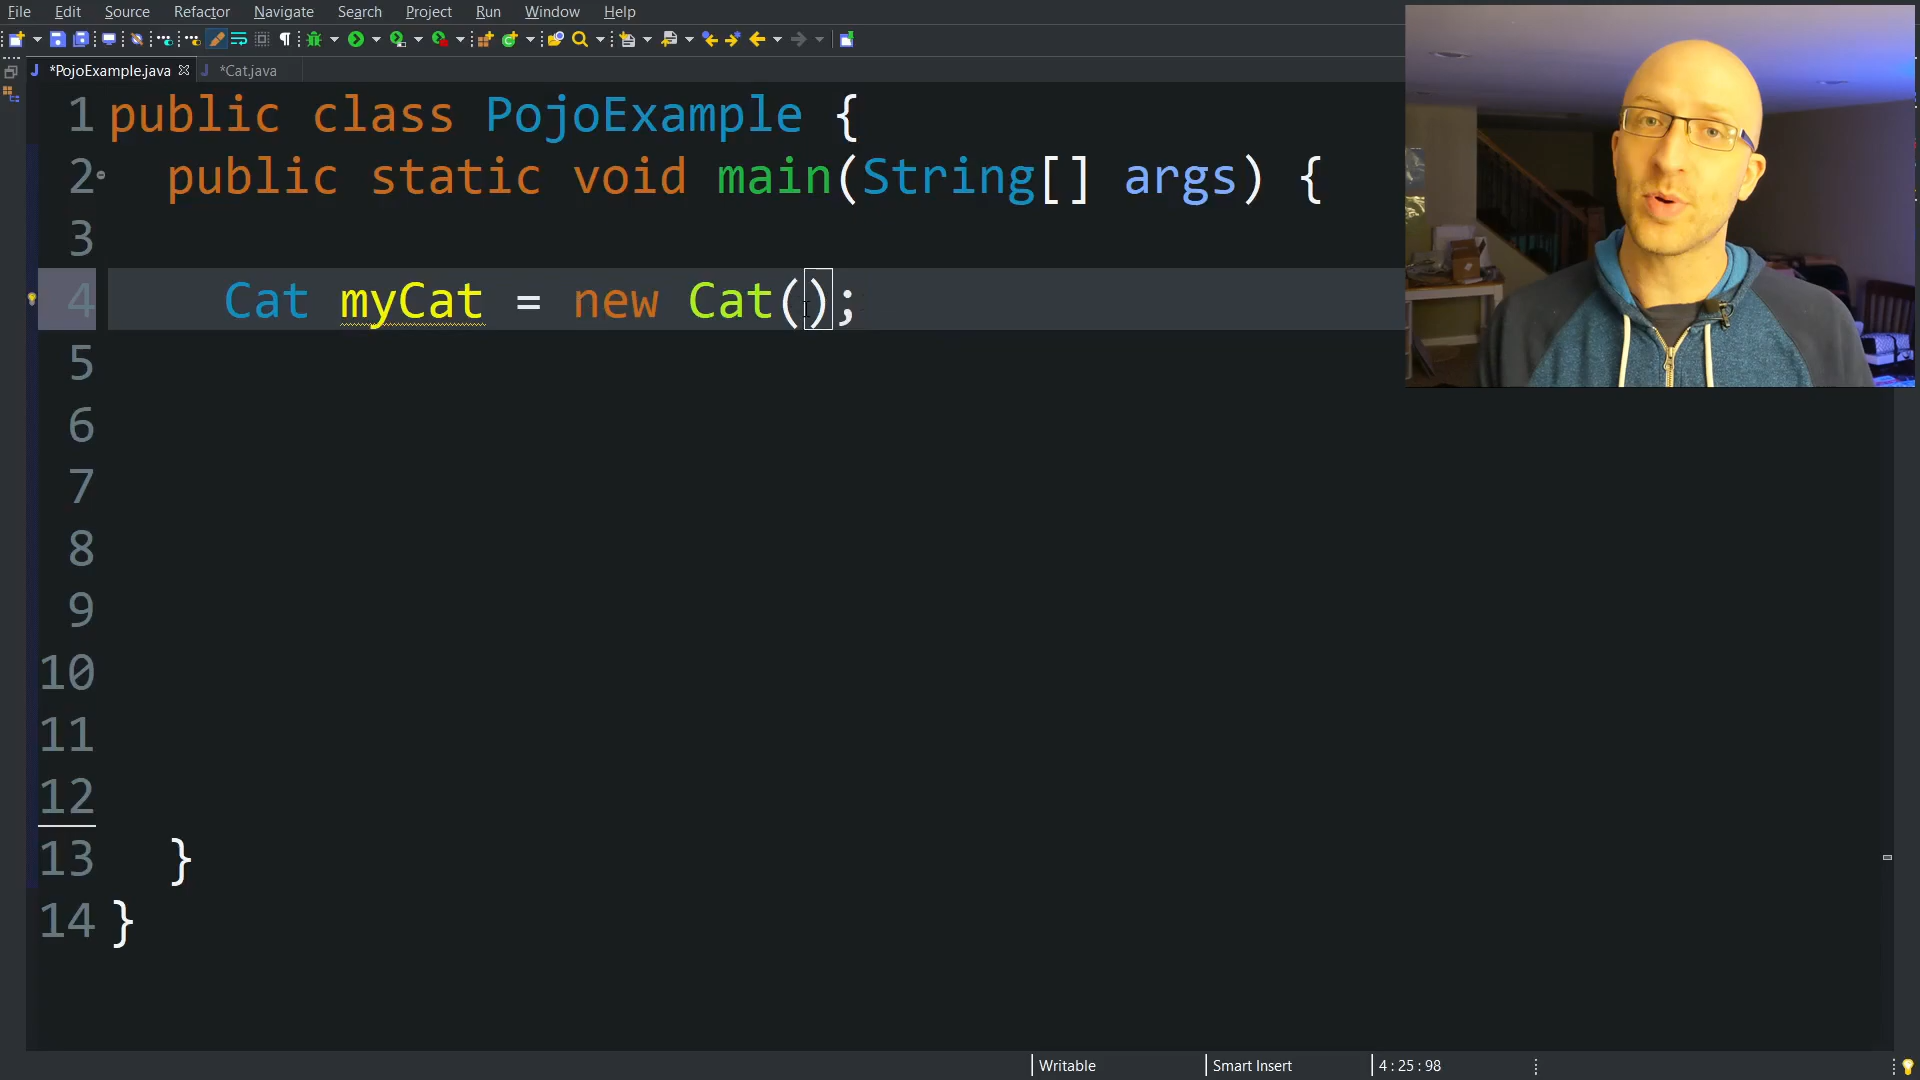 File Edit Source Refactor Navigate Search Project Run Window Help
*PojoExample.java *Cat.java
1 public class PojoExample {
2 public static void main(String[] args) {
3
4 Cat myCat = new Cat();
5
6
7
8
9
10
11
12
13 }
14 }
Writable Smart Insert 4 : 25 : 98